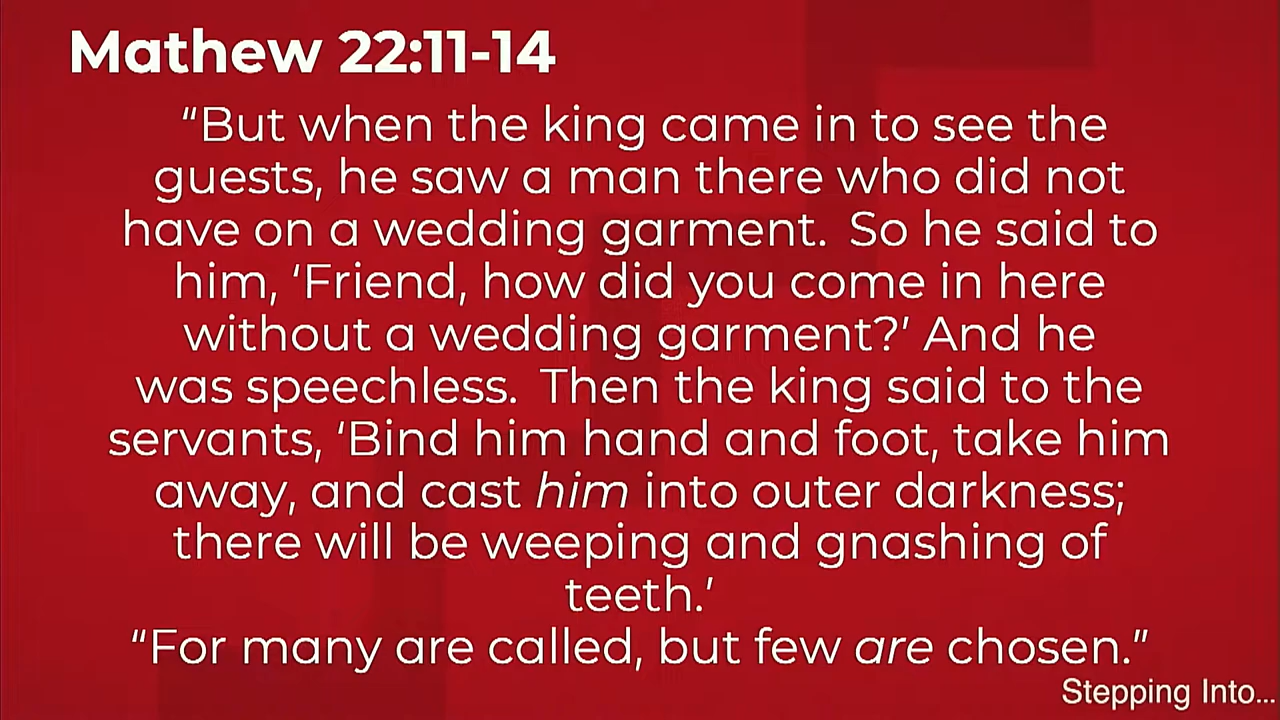 Mathew 22:11-14
“But when the king came in to see the
guests, he saw a man there who did not
have on a wedding garment.  So he said to
him, ‘Friend, how did you come in here
without a wedding garment?’ And he
was speechless.  Then the king said to the
servants, ‘Bind him hand and foot, take him
away, and cast him into outer darkness;
there will be weeping and gnashing of
teeth.’
“For many are called, but few are chosen.”
Stepping Into...